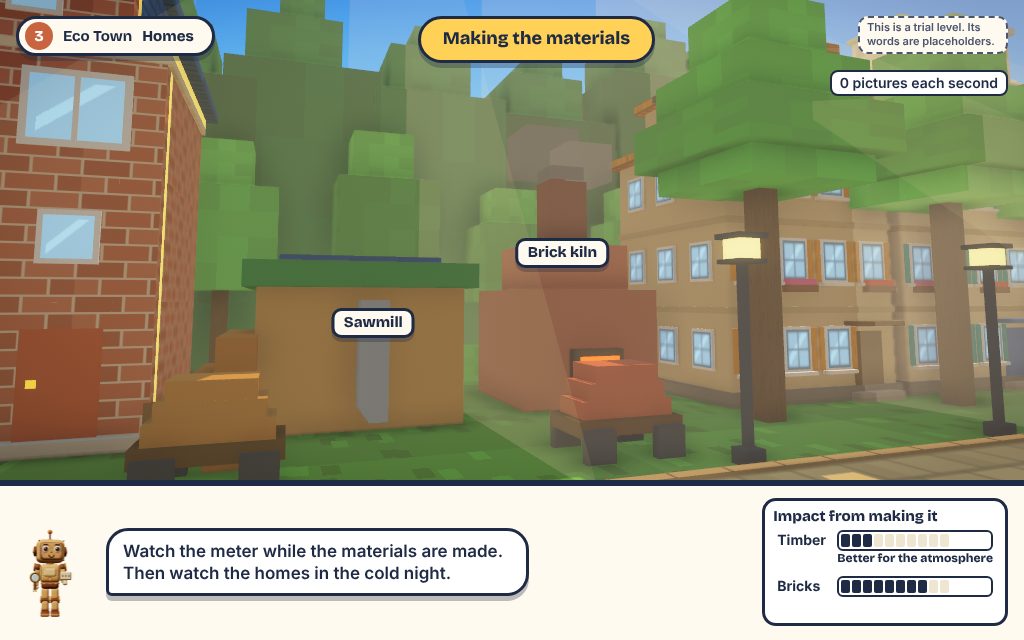 3 Eco Town Homes
Making the materials
This is a trial level. Its
words are placeholders.
0 pictures each second
Brick kiln
Sawmill
Watch the meter while the materials are made.
Then watch the homes in the cold night.
Impact from making it
Timber
Better for the atmosphere
Bricks